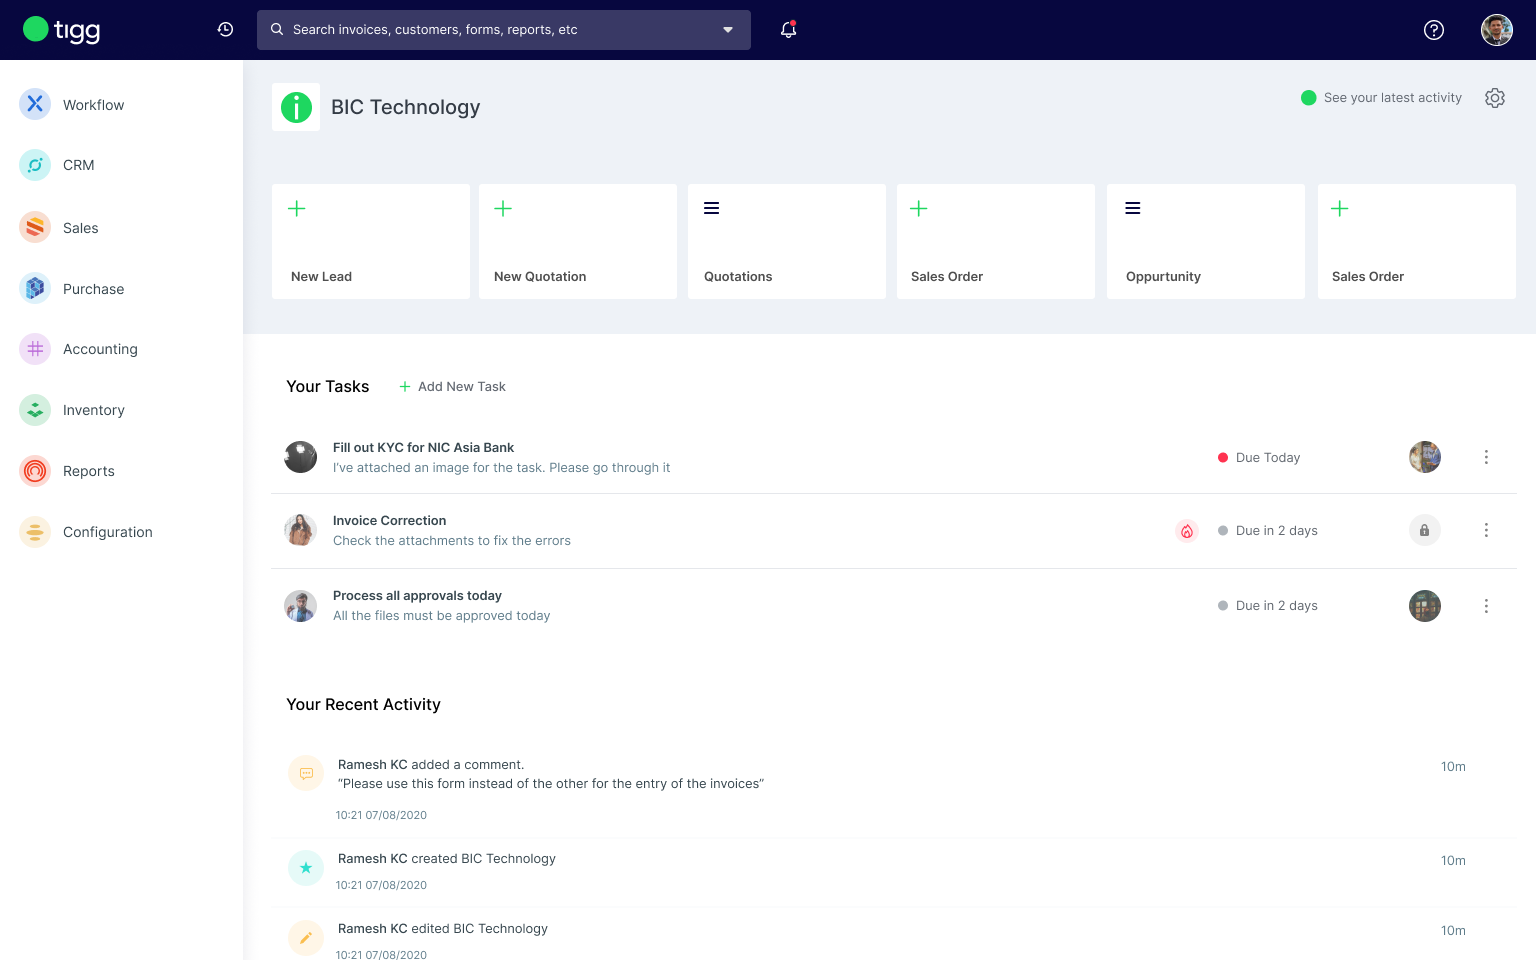 tigg
Search invoices, customers, forms, reports, etc
Workflow
CRM
Sales
Purchase
Accounting
Inventory
Reports
Configuration
BIC Technology
See your latest activity
New Lead
New Quotation
Quotations
Sales Order
Oppurtunity
Sales Order
Your Tasks
Add New Task
Fill out KYC for NIC Asia Bank
I've attached an image for the task. Please go through it
Due Today
Invoice Correction
Check the attachments to fix the errors
Due in 2 days
Process all approvals today
All the files must be approved today
Due in 2 days
Your Recent Activity
Ramesh KC added a comment.
10m
“Please use this form instead of the other for the entry of the invoices”
10:21 07/08/2020
Ramesh KC created BIC Technology
10m
10:21 07/08/2020
Ramesh KC edited BIC Technology
10m
10:21 07/08/2020